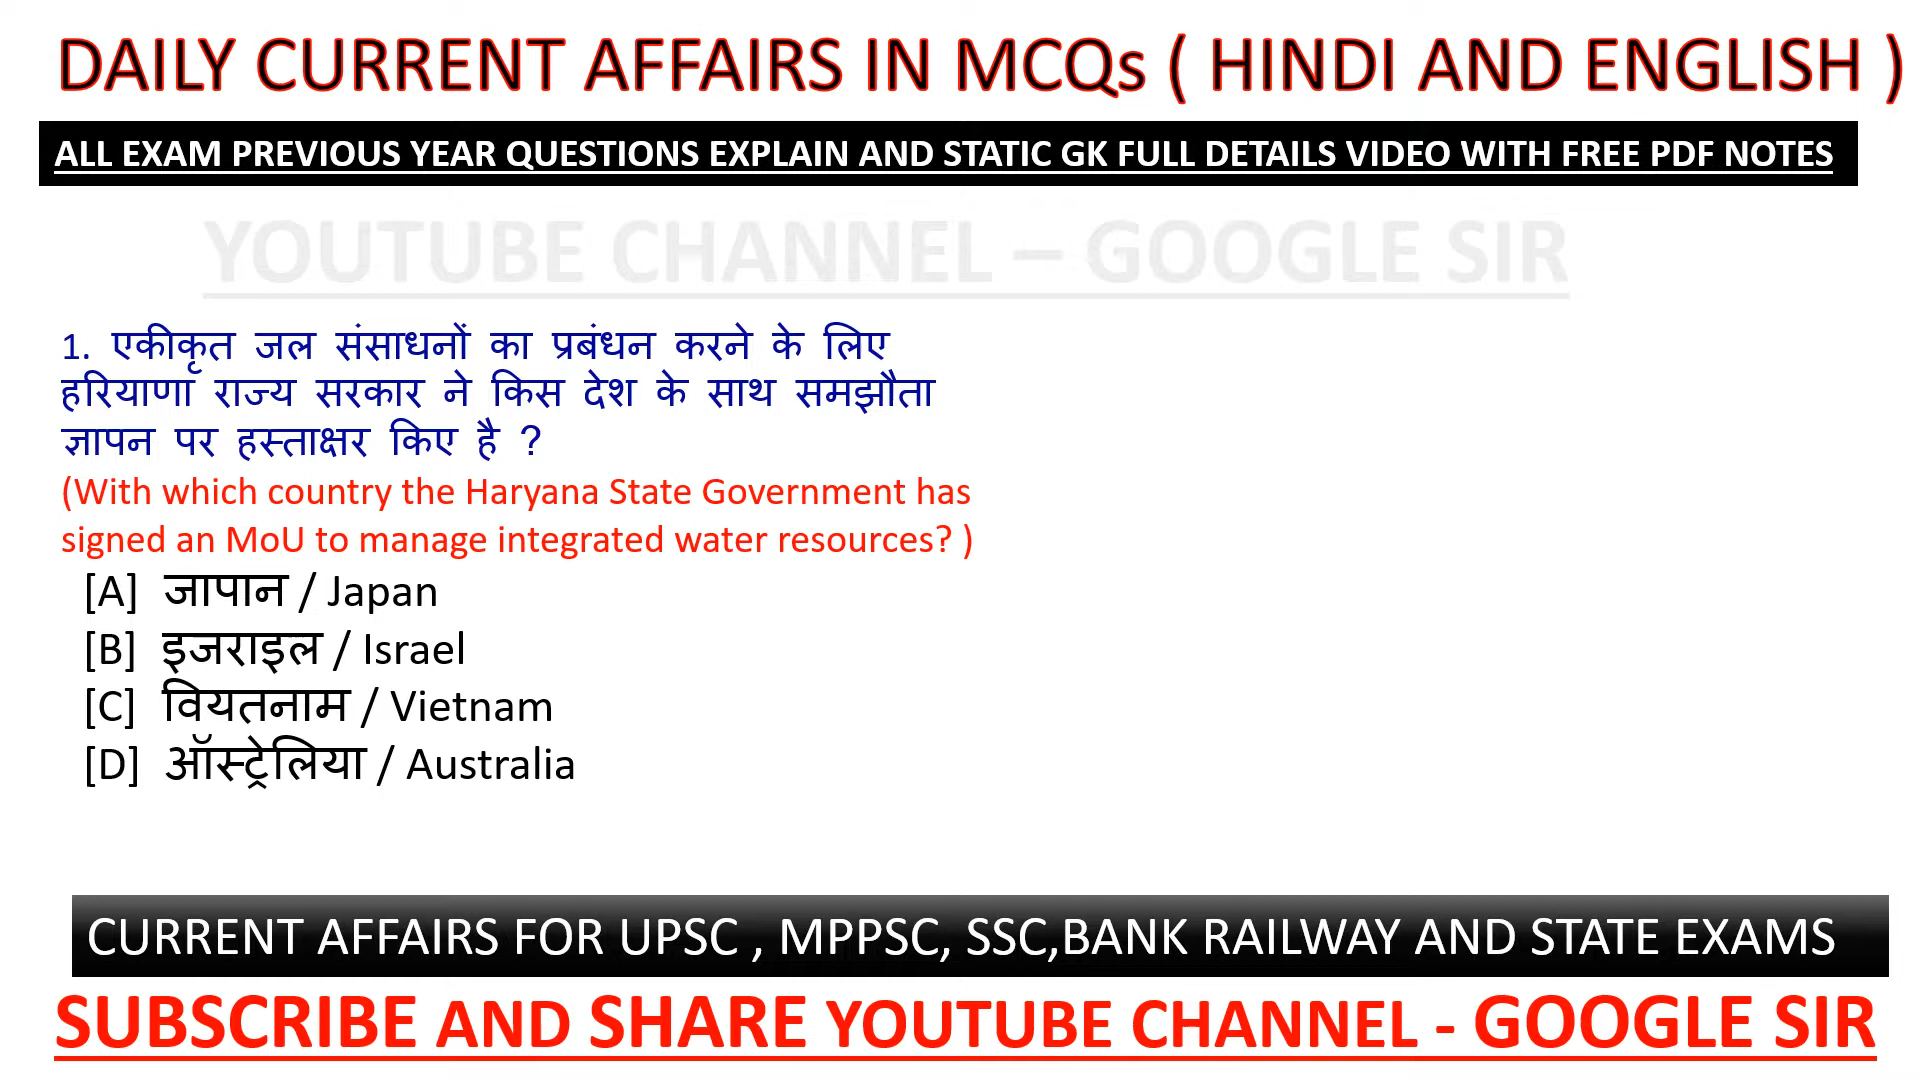 DAILY CURRENT AFFAIRS IN MCQs ( HINDI AND ENGLISH )
ALL EXAM PREVIOUS YEAR QUESTIONS EXPLAIN AND STATIC GK FULL DETAILS VIDEO WITH FREE PDF NOTES
YOUTUBE CHANNEL – GOOGLE SIR
1. एकीकृत जल संसाधनों का प्रबंधन करने के लिए
हरियाणा राज्य सरकार ने किस देश के साथ समझौता
ज्ञापन पर हस्ताक्षर किए है ?
(With which country the Haryana State Government has
signed an MoU to manage integrated water resources? )
[A] जापान / Japan
[B] इजराइल / Israel
[C] वियतनाम / Vietnam
[D] ऑस्ट्रेलिया / Australia
CURRENT AFFAIRS FOR UPSC , MPPSC, SSC,BANK RAILWAY AND STATE EXAMS
SUBSCRIBE AND SHARE YOUTUBE CHANNEL - GOOGLE SIR